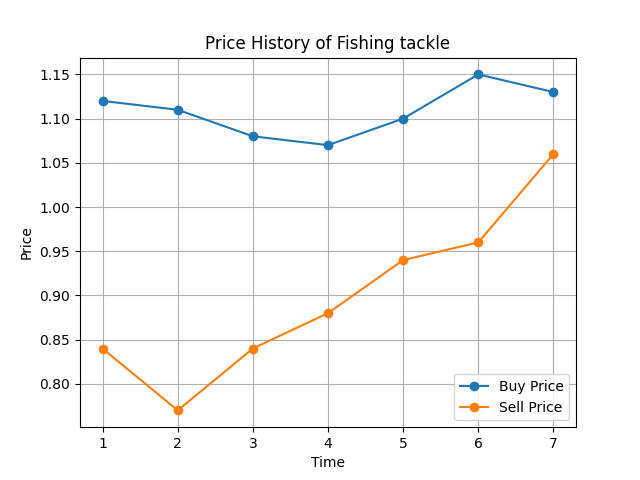 Price History of Fishing tackle
Price
1.15
1.10
1.05
1.00
0.95
0.90
0.85
0.80
1 2 3 4 5 6 7
Time
Buy Price
Sell Price